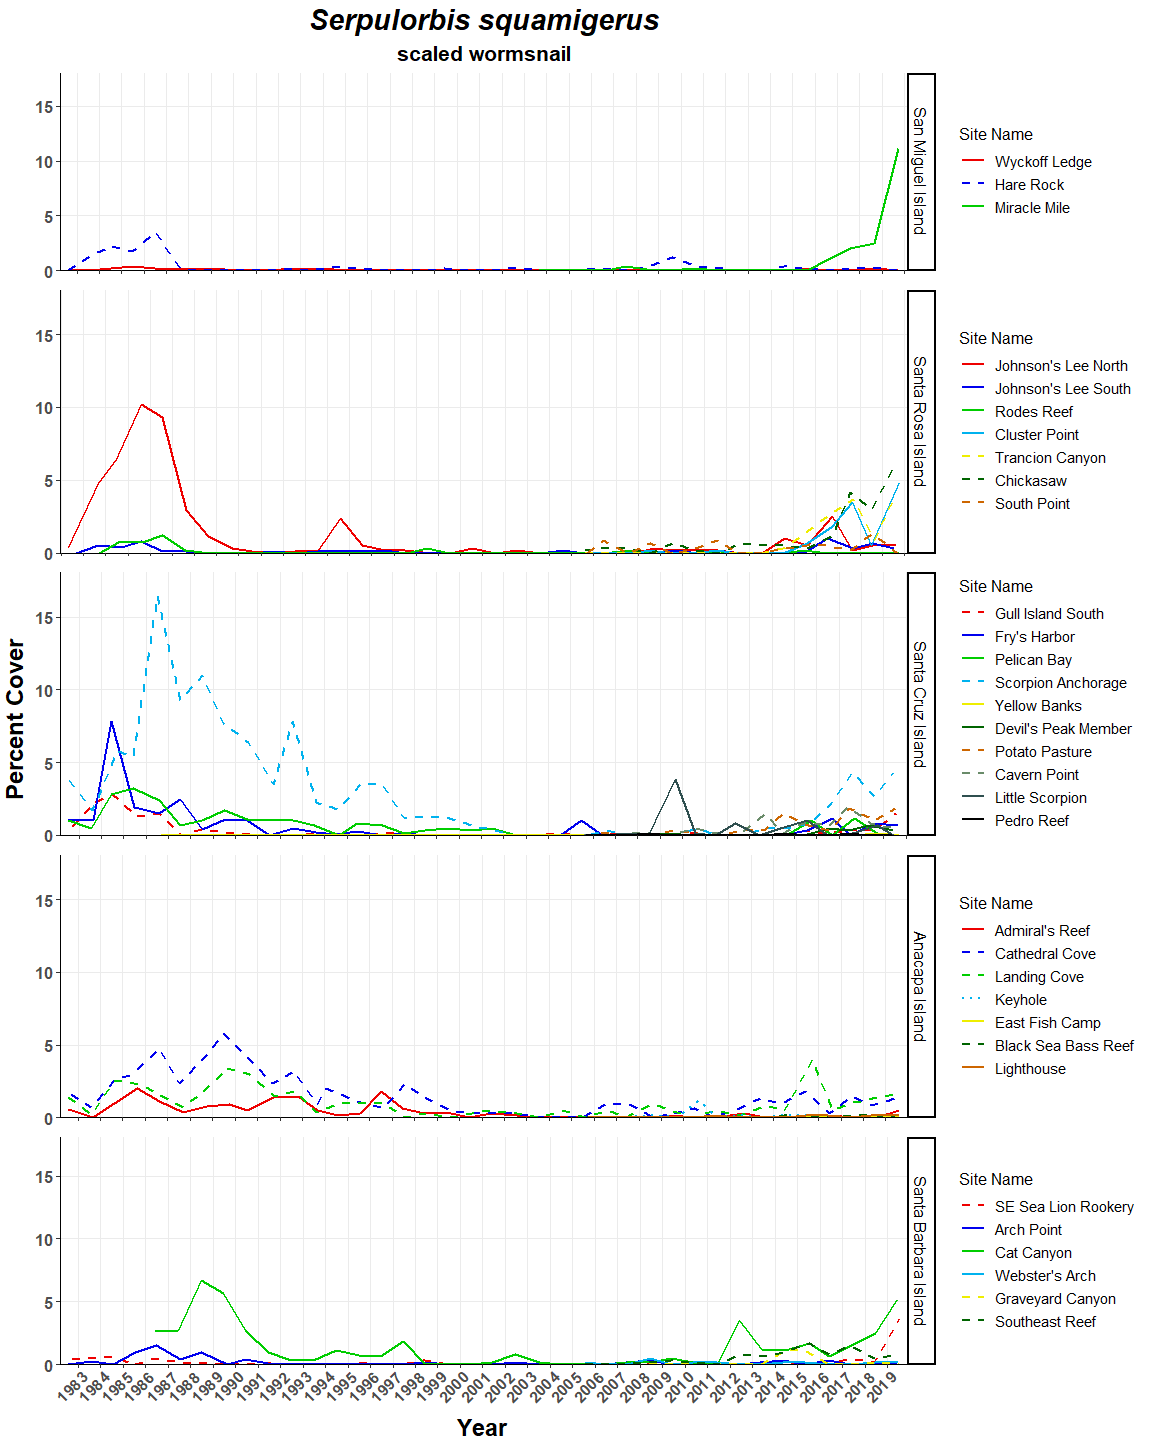 Serpulorbis squamigerus
scaled wormsnail
Percent Cover
15
10
5
0
San Miguel Island
Site Name
Wyckoff Ledge
Hare Rock
Miracle Mile
15
10
5
0
Santa Rosa Island
Site Name
Johnson's Lee North
Johnson's Lee South
Rodes Reef
Cluster Point
Trancion Canyon
Chickasaw
South Point
15
10
5
0
Santa Cruz Island
Site Name
Gull Island South
Fry's Harbor
Pelican Bay
Scorpion Anchorage
Yellow Banks
Devil's Peak Member
Potato Pasture
Cavern Point
Little Scorpion
Pedro Reef
15
10
5
0
Anacapa Island
Site Name
Admiral's Reef
Cathedral Cove
Landing Cove
Keyhole
East Fish Camp
Black Sea Bass Reef
Lighthouse
15
10
5
0
Santa Barbara Island
Site Name
SE Sea Lion Rookery
Arch Point
Cat Canyon
Webster's Arch
Graveyard Canyon
Southeast Reef
1983 1984 1985 1986 1987 1988 1989 1990 1991 1992 1993 1994 1995 1996 1997 1998 1999 2000 2001 2002 2003 2004 2005 2006 2007 2008 2009 2010 2011 2012 2013 2014 2015 2016 2017 2018 2019
Year